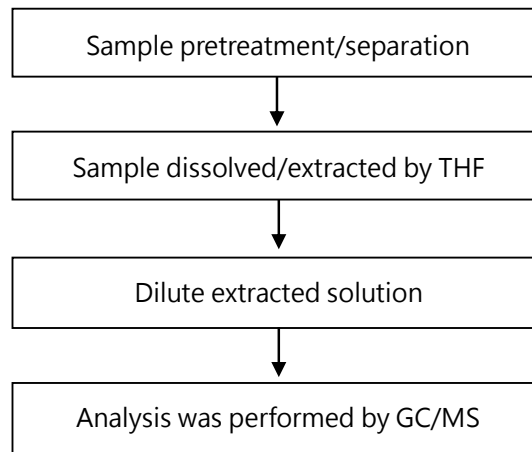 Sample pretreatment/separation
Sample dissolved/extracted by THF
Dilute extracted solution
Analysis was performed by GC/MS